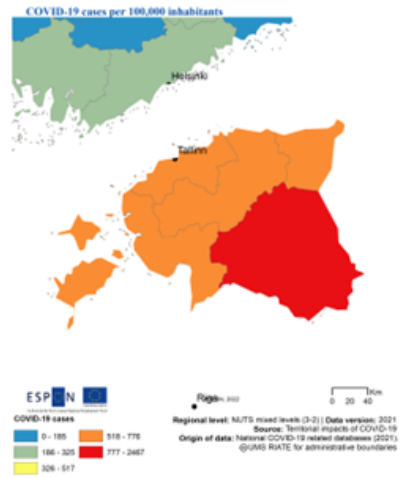 COVID-19 cases per 100,000 inhabitants
Helsinki
Tallinn
ESPON
Riga
2022
Km
0 20 40
COVID-19 cases
0 - 185
186 - 325
326 - 517
518 - 776
777 - 2467
Regional level: NUTS mixed levels (3-2) | Data version: 2021
Source: Territorial impacts of COVID-19
Origin of data: National COVID-19 related databases (2021)
@UMS RIATE for administrative boundaries